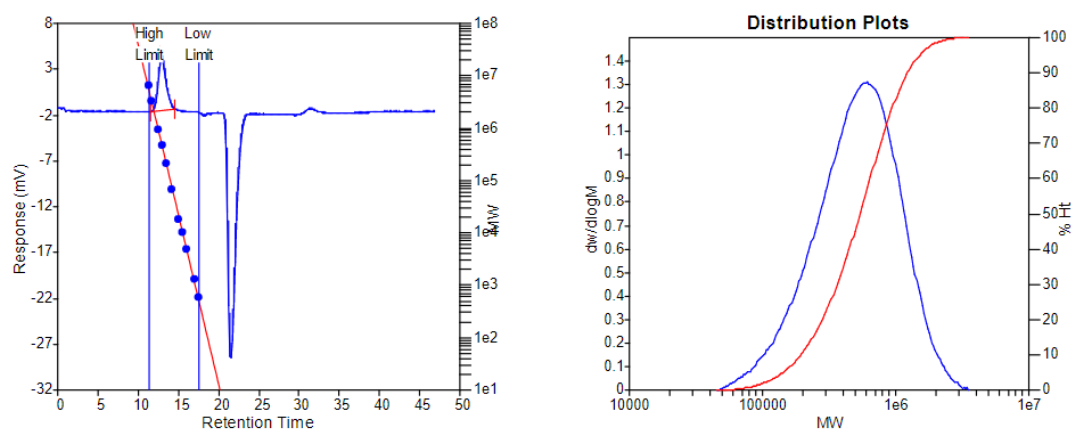 8
3
-2
-7
-12
-17
-22
-27
-32
Response (mV)
High Limit
Low Limit
1e8
1e7
1e6
1e5
1e4
1e3
1e2
1e1
MW
0 5 10 15 20 25 30 35 40 45 50
Retention Time
Distribution Plots
1.4
1.3
1.2
1.1
1
0.9
0.8
0.7
0.6
0.5
0.4
0.3
0.2
0.1
0
dw/dlogM
100
90
80
70
60
50
40
30
20
10
0
% Ht
10000 100000 1e6 1e7
MW